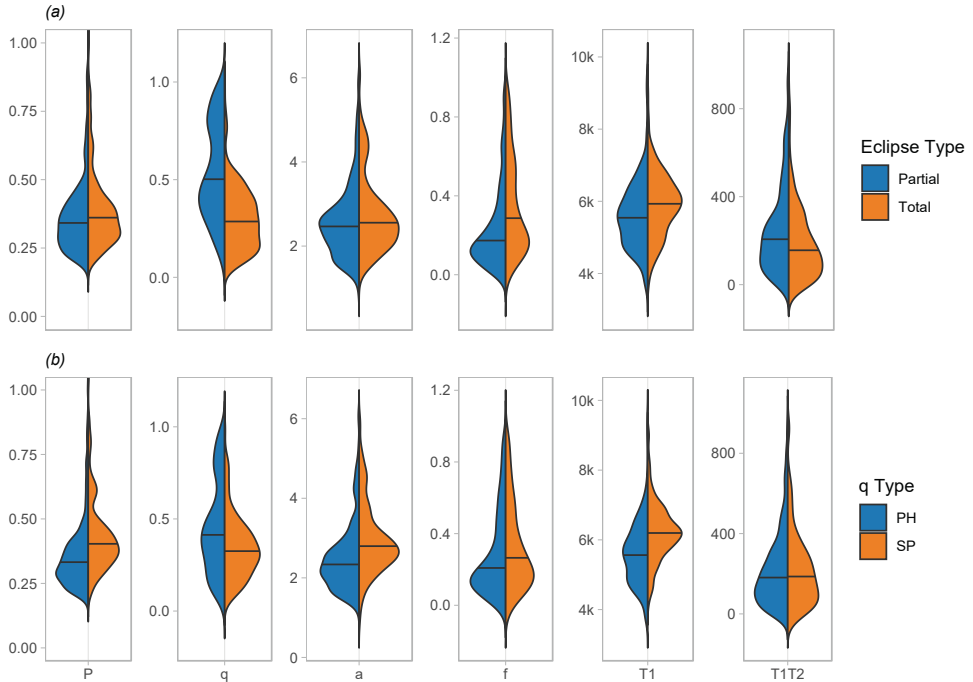 (a)
1.00
0.75
0.50
0.25
0.00
1.0
0.5
0.0
6
4
2
1.2
0.8
0.4
0.0
10k
8k
6k
4k
800
400
0
Eclipse Type
Partial
Total
(b)
1.00
0.75
0.50
0.25
0.00
1.0
0.5
0.0
6
4
2
0
1.2
0.8
0.4
0.0
10k
8k
6k
4k
800
400
0
q Type
PH
SP
P
q
a
f
T1
T1T2